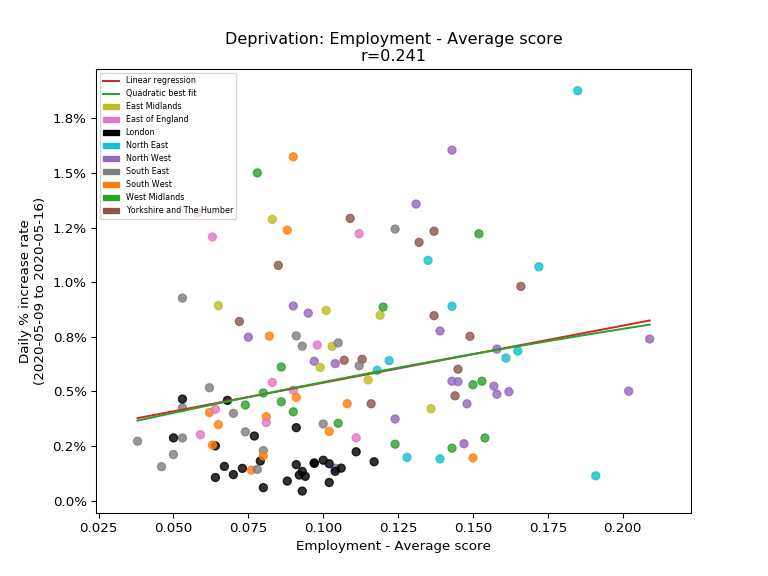 Deprivation: Employment - Average score
r=0.241
Linear regression
Quadratic best fit
East Midlands
East of England
London
North East
North West
South East
South West
West Midlands
Yorkshire and The Humber
1.8%
1.5%
1.2%
1.0%
0.8%
0.5%
0.2%
0.0%
Daily % increase rate
(2020-05-09 to 2020-05-16)
0.025
0.050
0.075
0.100
0.125
0.150
0.175
0.200
Employment - Average score